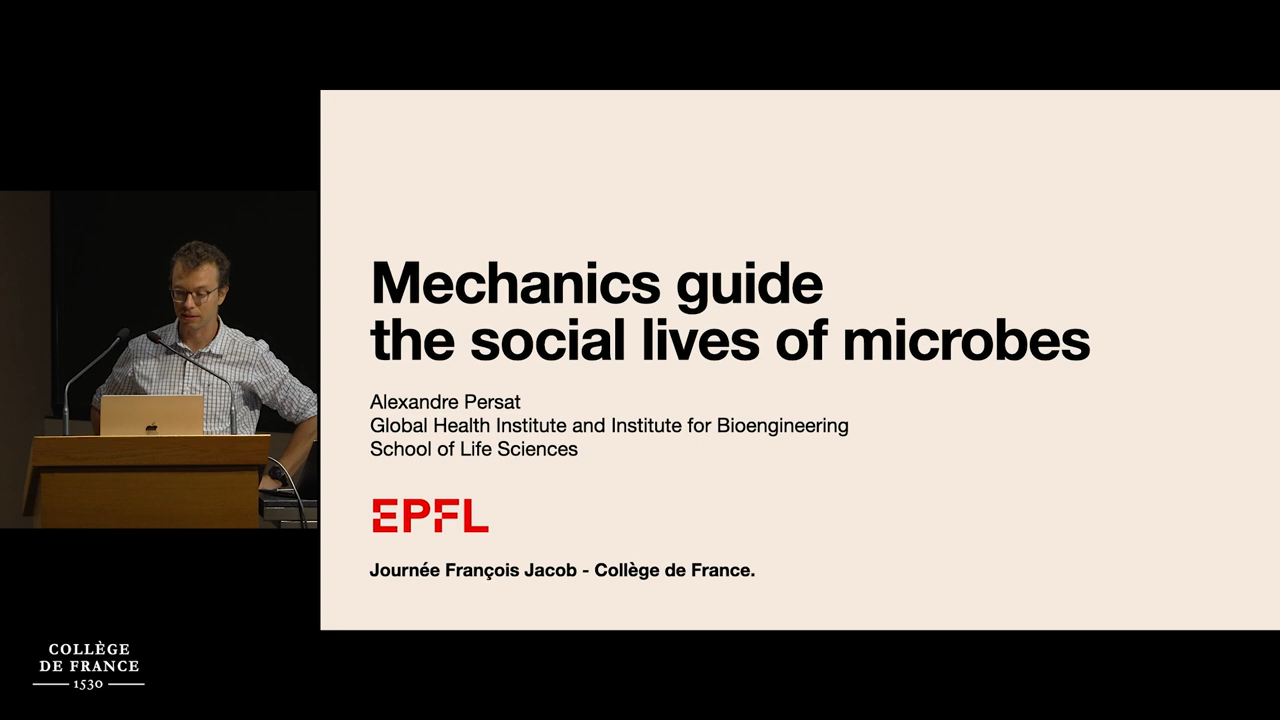 Mechanics guide
the social lives of microbes
Alexandre Persat
Global Health Institute and Institute for Bioengineering
School of Life Sciences
EPFL
Journée François Jacob - Collège de France.
COLLÈGE
DE FRANCE
1530